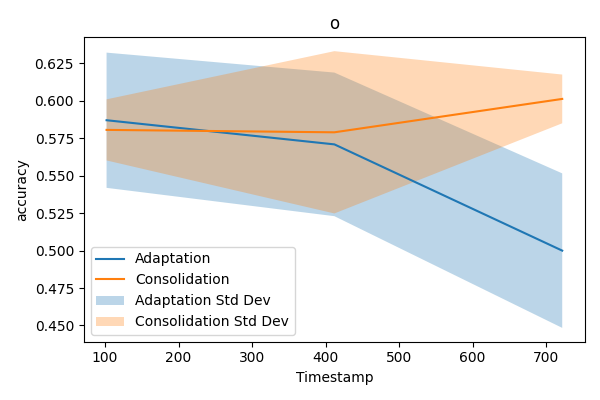 o
accuracy
0.625
0.600
0.575
0.550
0.525
0.500
0.475
0.450
Adaptation
Consolidation
Adaptation Std Dev
Consolidation Std Dev
100 200 300 400 500 600 700
Timestamp